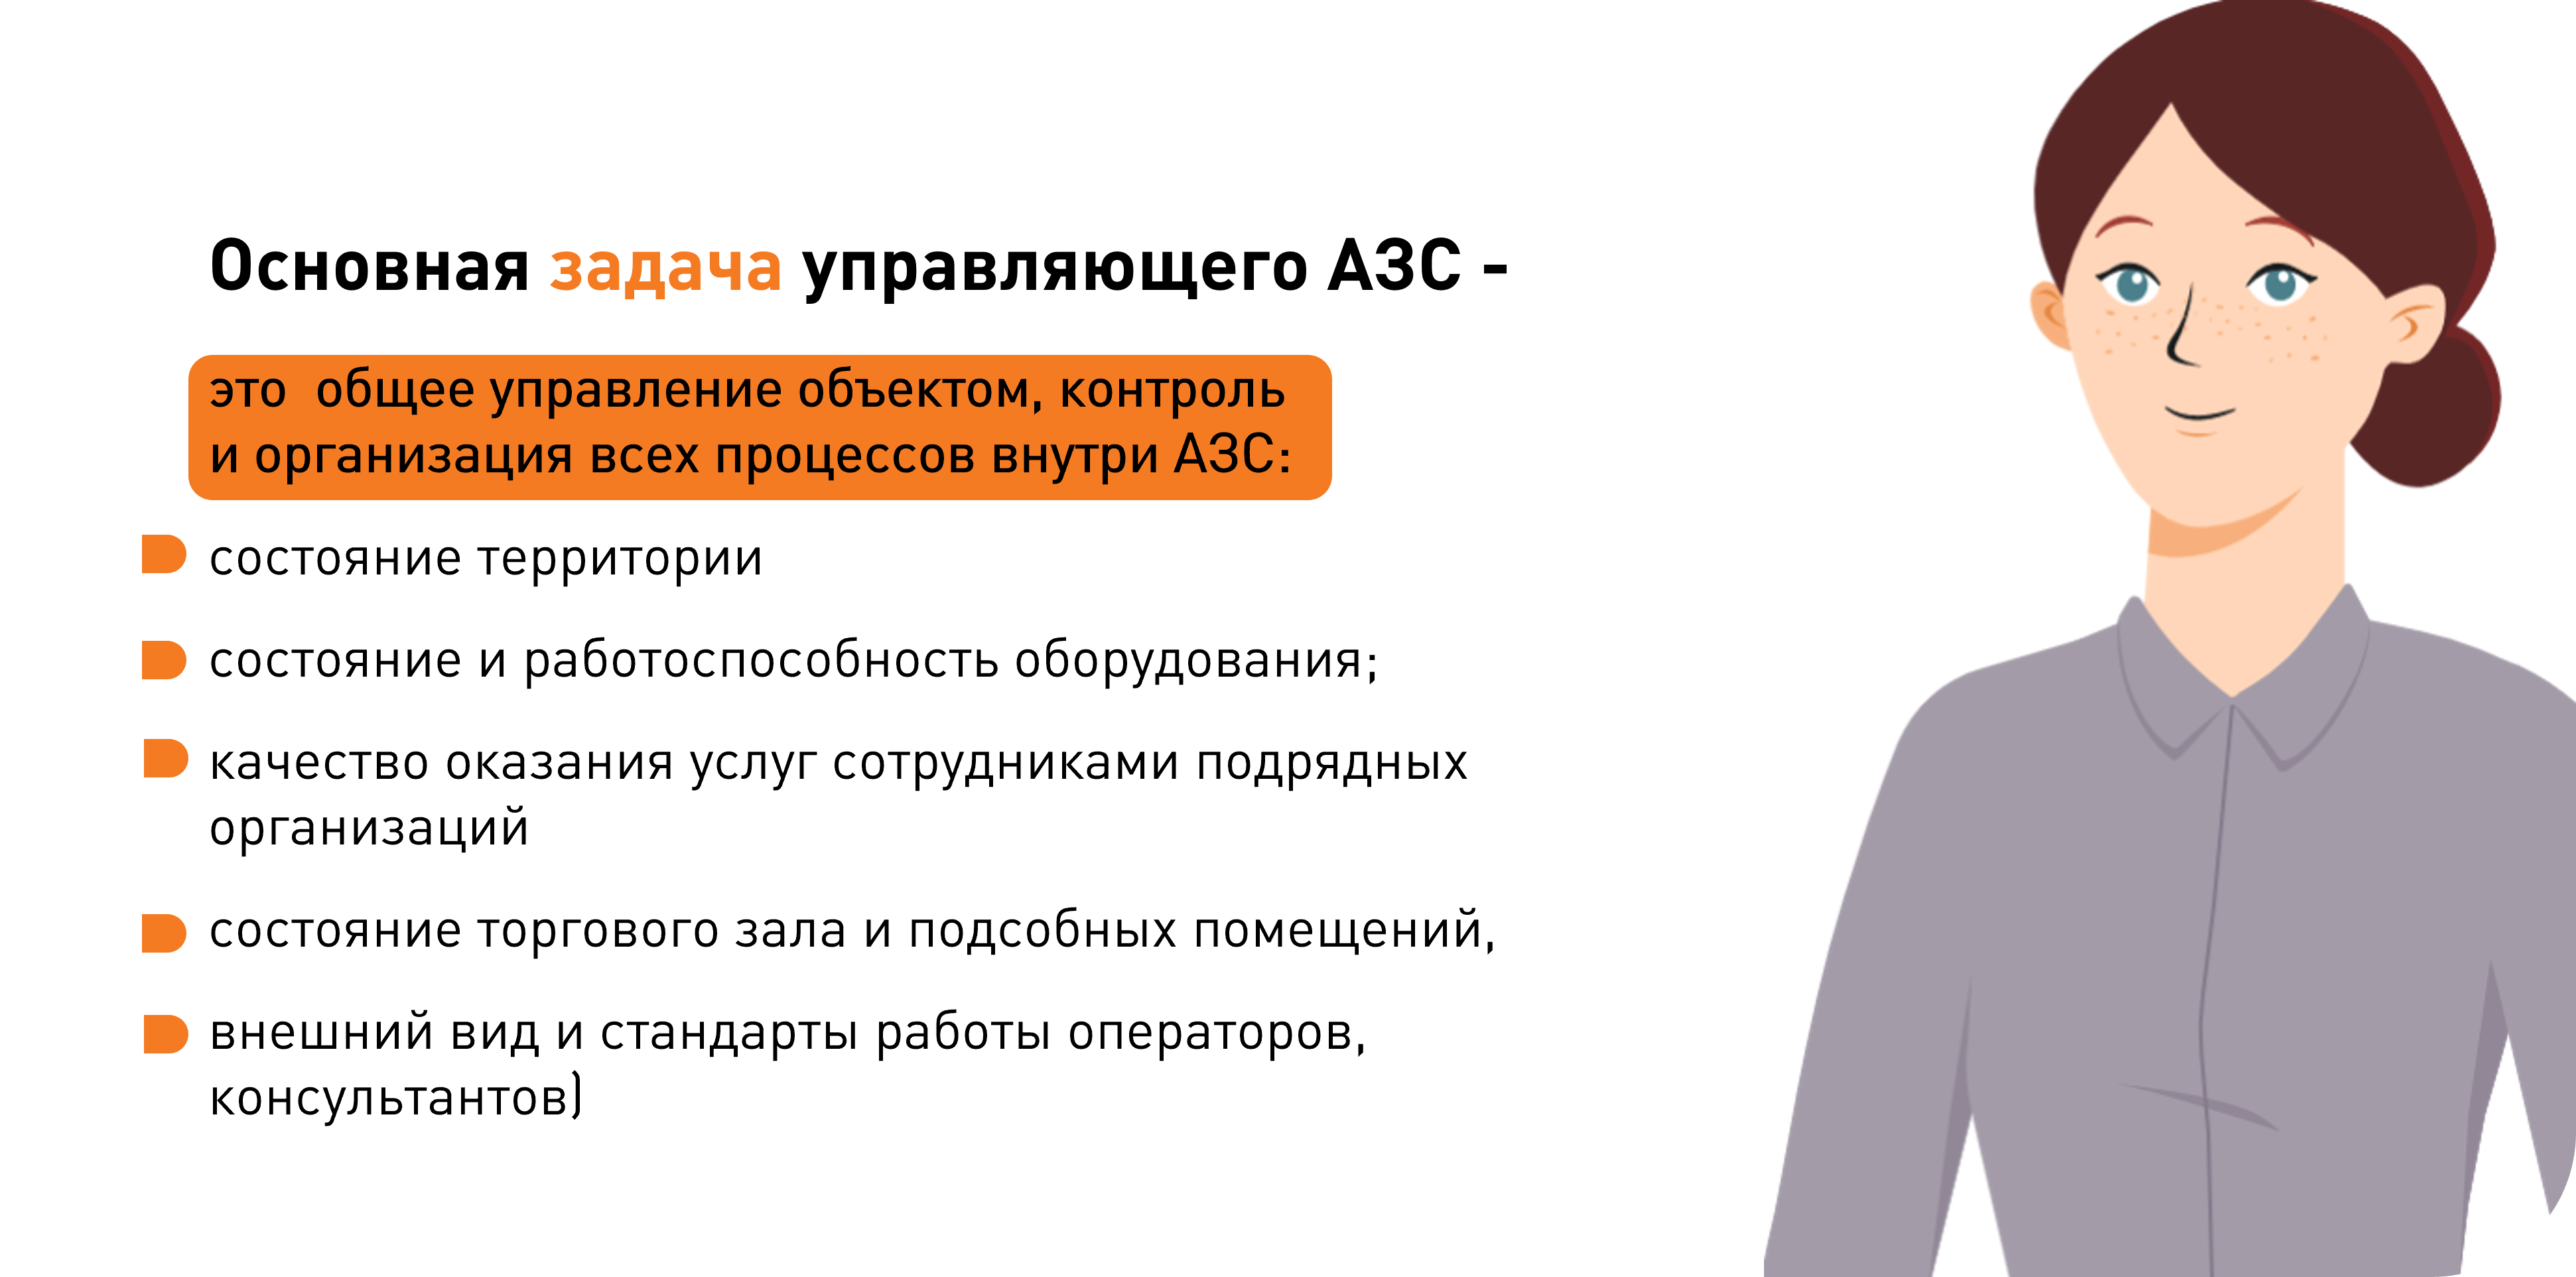 Основная задача управляющего АЗС -
это  общее управление объектом, контроль
и организация всех процессов внутри АЗС:
состояние территории
состояние и работоспособность оборудования;
качество оказания услуг сотрудниками подрядных
организаций
состояние торгового зала и подсобных помещений,
внешний вид и стандарты работы операторов,
консультантов)